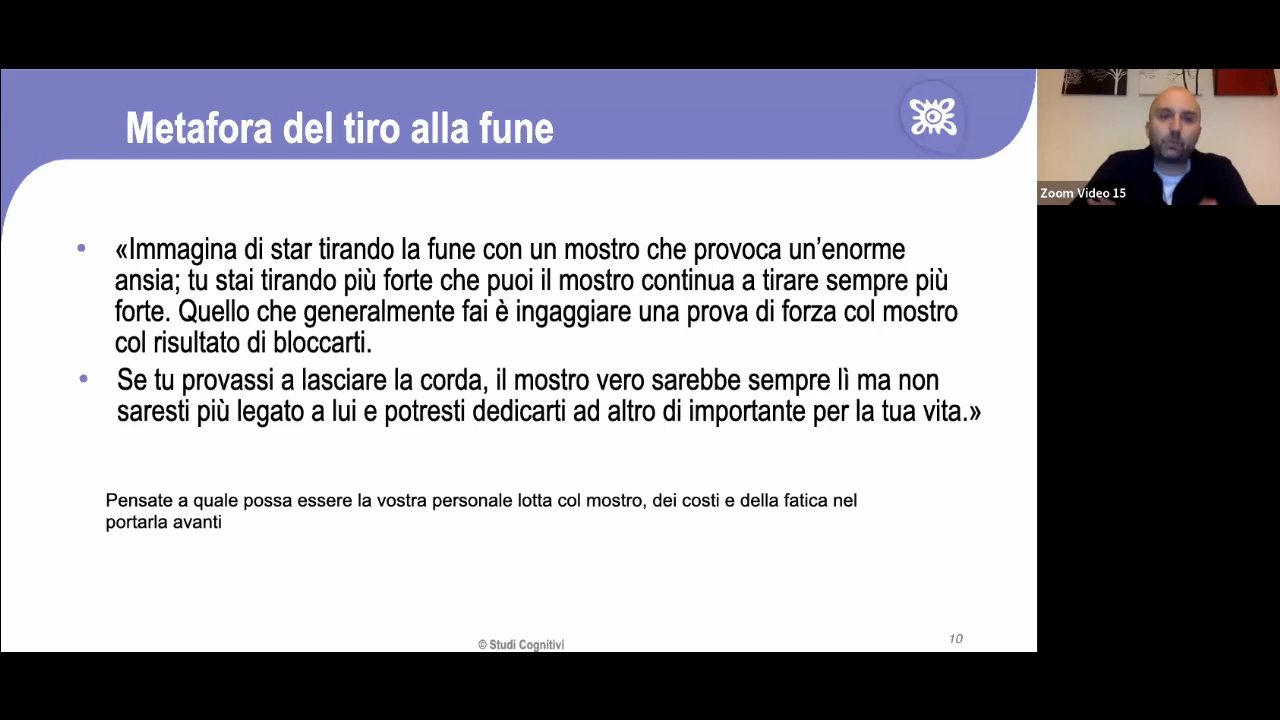 Metafora del tiro alla fune
Zoom Video 15
• «Immagina di star tirando la fune con un mostro che provoca un’enorme
ansia; tu stai tirando più forte che puoi il mostro continua a tirare sempre più
forte. Quello che generalmente fai è ingaggiare una prova di forza col mostro
col risultato di bloccarti.
• Se tu provassi a lasciare la corda, il mostro vero sarebbe sempre lì ma non
saresti più legato a lui e potresti dedicarti ad altro di importante per la tua vita.»
Pensate a quale possa essere la vostra personale lotta col mostro, dei costi e della fatica nel
portarla avanti
© Studi Cognitivi
10